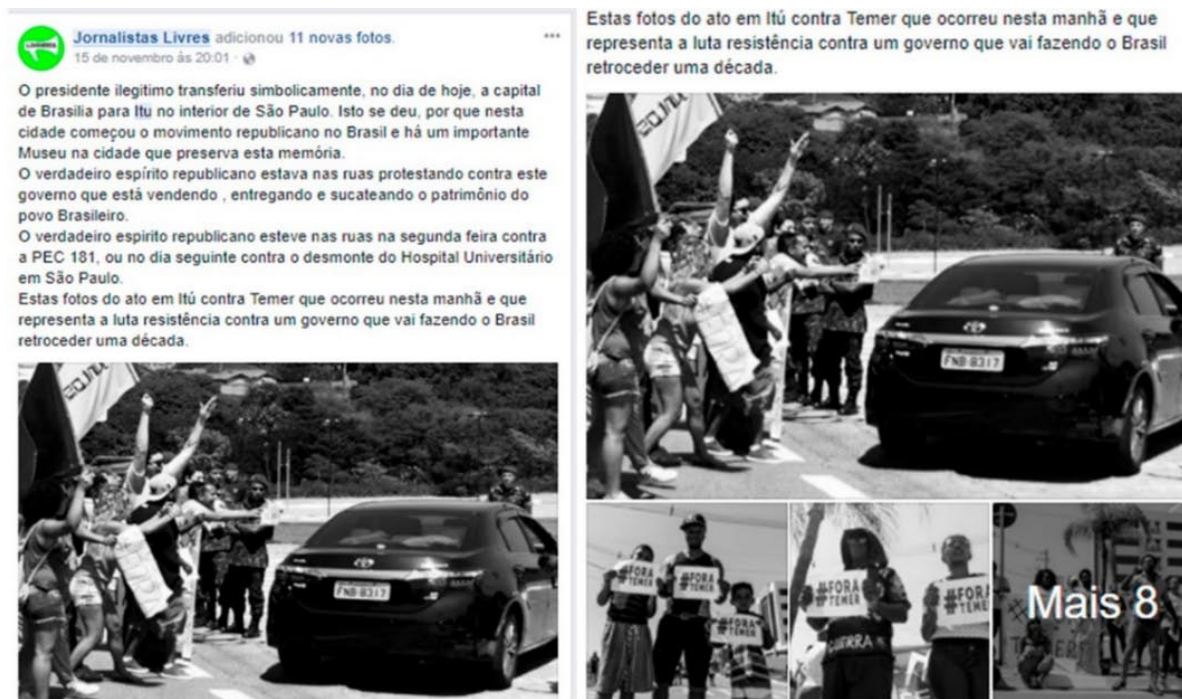 Jornalistas Livres adicionou 11 novas fotos.
15 de novembro às 20:01 ·
O presidente ilegitimo transferiu simbolicamente, no dia de hoje, a capital
de Brasilia para Itu no interior de São Paulo. Isto se deu, por que nesta
cidade começou o movimento republicano no Brasil e há um importante
Museu na cidade que preserva esta memória.
O verdadeiro espírito republicano estava nas ruas protestando contra este
governo que está vendendo , entregando e sucateando o patrimônio do
povo Brasileiro.
O verdadeiro espirito republicano esteve nas ruas na segunda feira contra
a PEC 181, ou no dia seguinte contra o desmonte do Hospital Universitário
em São Paulo.
Estas fotos do ato em Itú contra Temer que ocorreu nesta manhã e que
representa a luta resistência contra um governo que vai fazendo o Brasil
retroceder uma década.
FNB-8317
Estas fotos do ato em Itú contra Temer que ocorreu nesta manhã e que
representa a luta resistência contra um governo que vai fazendo o Brasil
retroceder uma década.
FNB-8317
#FORA
TEMER
#FORA
TEMER
#FORA
TEMER
#FORA
TEMER
#FORA
TEMER
Mais 8